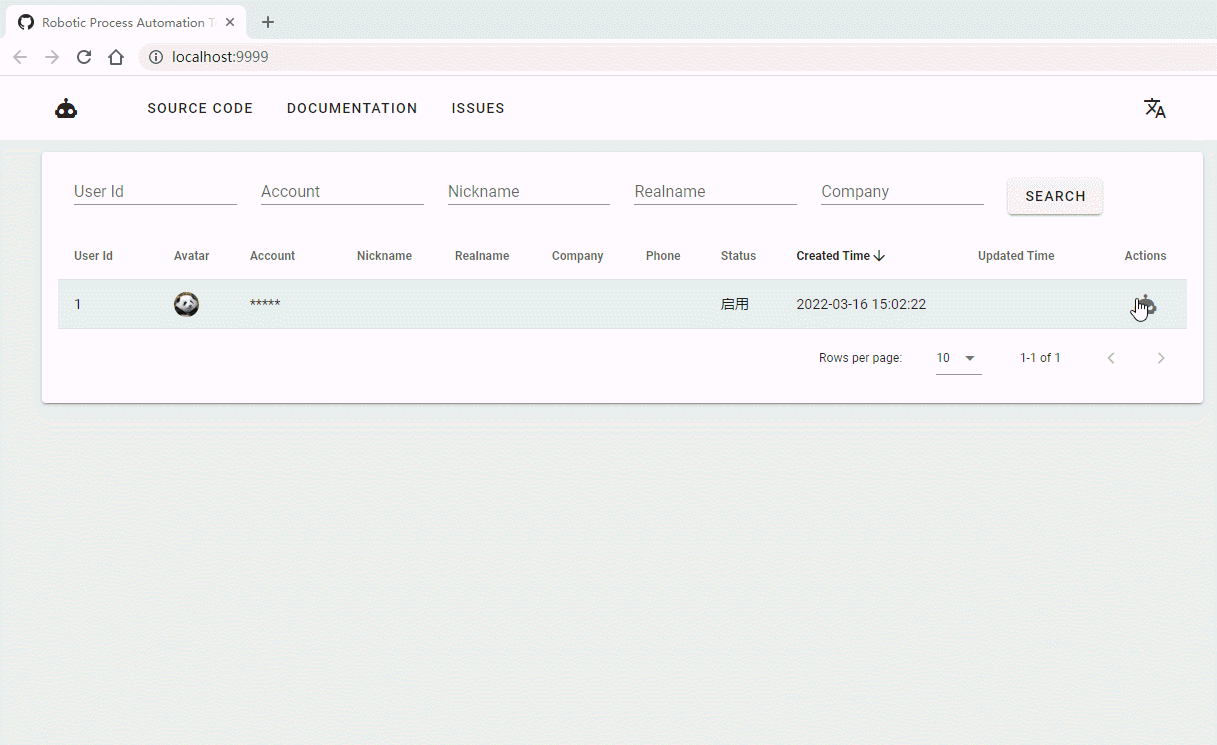 Robotic Process Automation
localhost:9999
SOURCE CODE DOCUMENTATION ISSUES
User Id Account Nickname Realname Company SEARCH
User Id Avatar Account Nickname Realname Company Phone Status Created Time Updated Time Actions
1 ***** 启用 2022-03-16 15:02:22
Rows per page: 10 1-1 of 1